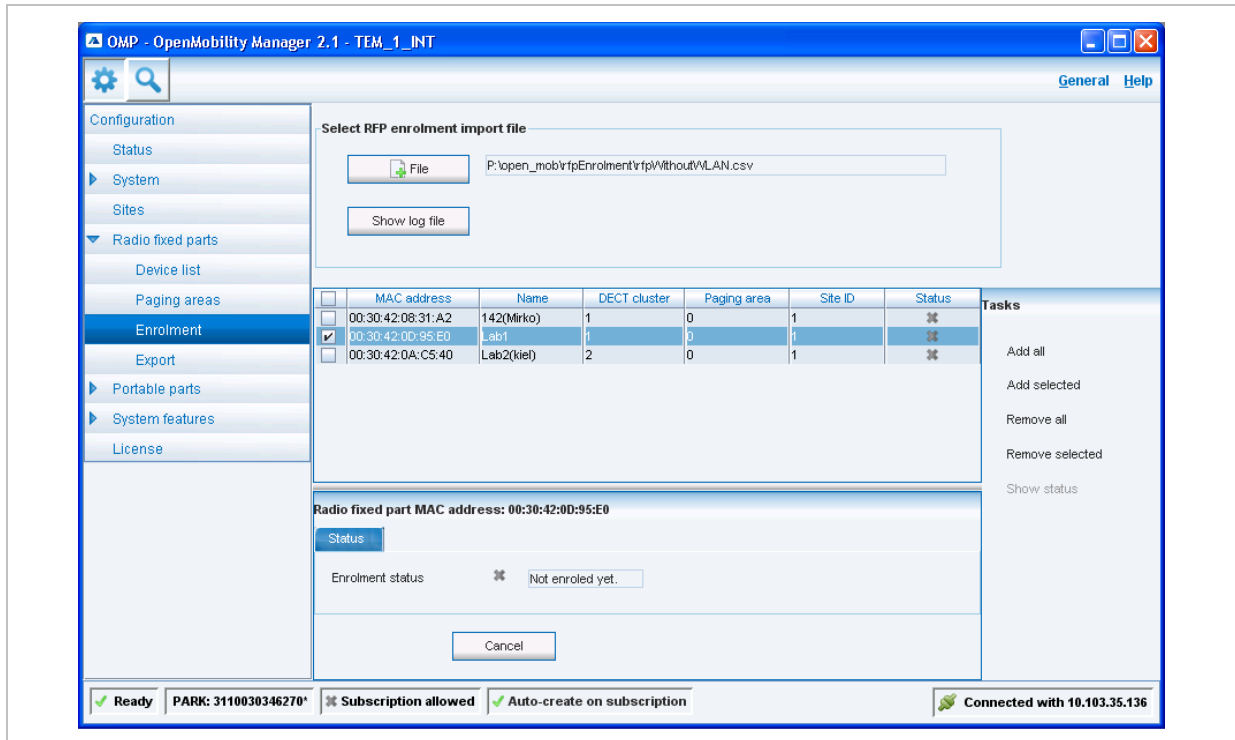 OMP - OpenMobility Manager 2.1 - TEM_1_INT
General Help
Configuration
Status
System
Sites
Radio fixed parts
Device list
Paging areas
Enrolment
Export
Portable parts
System features
License
Select RFP enrolment import file
File P:\open_mob\rfpEnrolment\rfpWithoutWLAN.csv
Show log file
MAC address Name DECT cluster Paging area Site ID Status
00:30:42:08:31:A2 142(Mirko) 1 0 1
00:30:42:0D:95:E0 Lab1 1 0 1
00:30:42:0A:C5:40 Lab2(kiel) 2 0 1
Tasks
Add all
Add selected
Remove all
Remove selected
Show status
Radio fixed part MAC address: 00:30:42:0D:95:E0
Status
Enrolment status Not enroled yet.
Cancel
Ready PARK: 3110030346270* Subscription allowed Auto-create on subscription Connected with 10.103.35.136